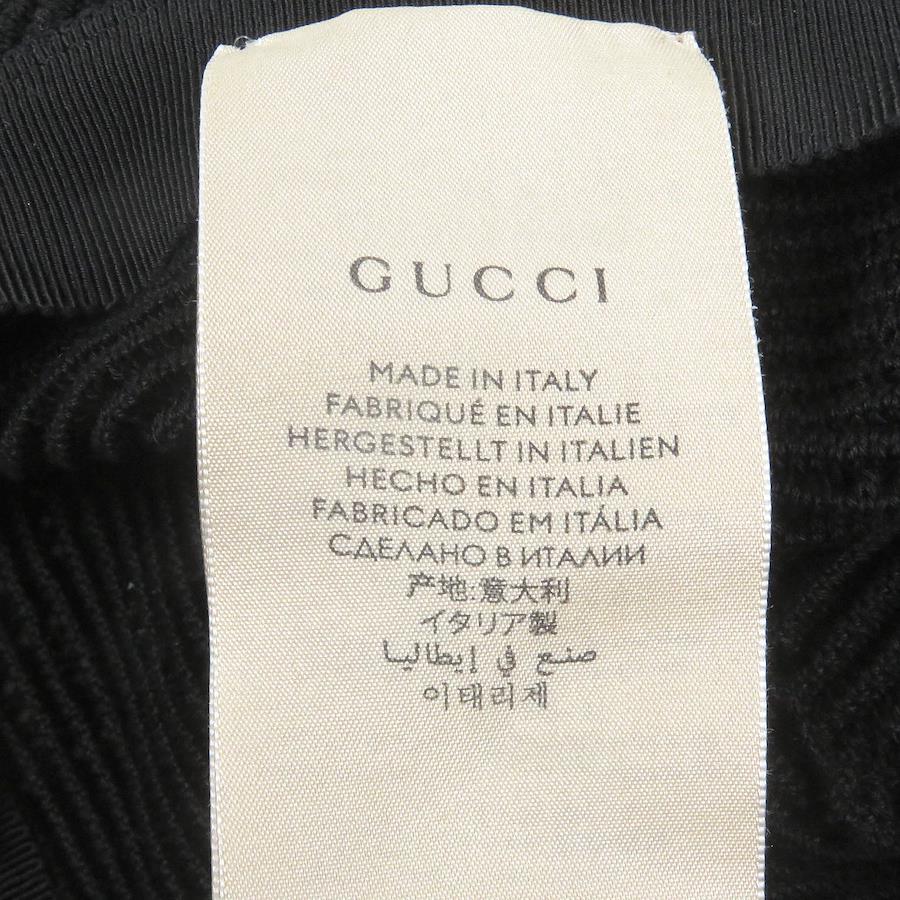 GUCCI
MADE IN ITALY
FABRIQUÉ EN ITALIE
HERGESTELLT IN ITALIEN
HECHO EN ITALIA
FABRICADO EM ITÁLIA
СДЕЛАНО В ИТАЛИИ
产地:意大利
イタリア製
صنع في إيطاليا
이태리제